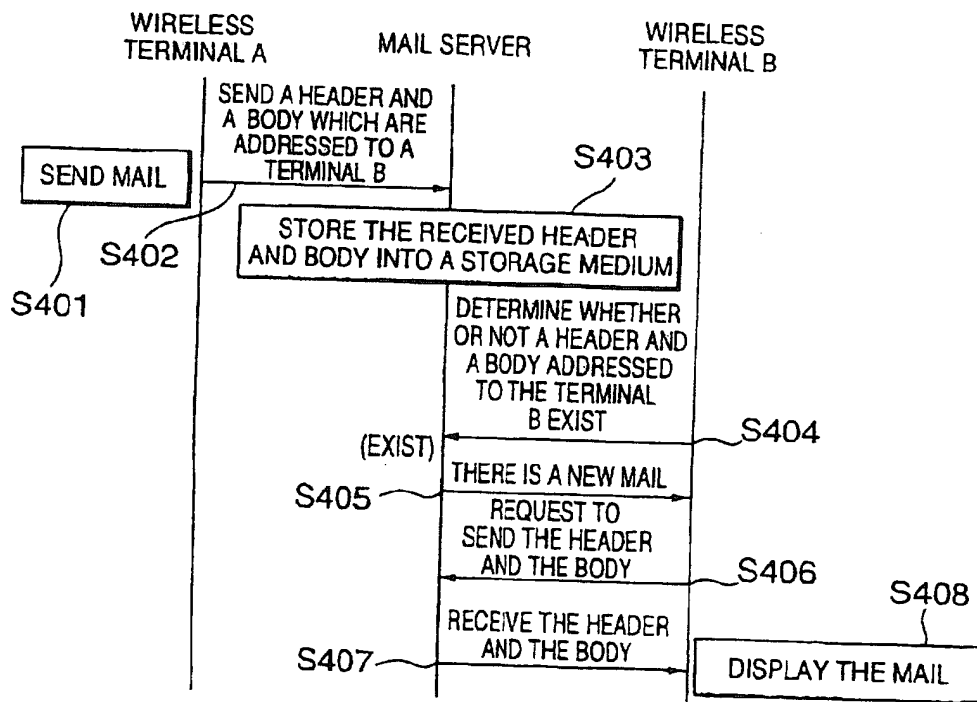 WIRELESS
TERMINAL A
MAIL SERVER
WIRELESS
TERMINAL B
SEND A HEADER AND
A BODY WHICH ARE
ADDRESSED TO A
TERMINAL B
SEND MAIL
S401
S402
S403
STORE THE RECEIVED HEADER
AND BODY INTO A STORAGE MEDIUM
DETERMINE WHETHER
OR NOT A HEADER AND
A BODY ADDRESSED
TO THE TERMINAL
B EXIST
S404
(EXIST)
THERE IS A NEW MAIL
S405
REQUEST TO
SEND THE HEADER
AND THE BODY
S406
RECEIVE THE HEADER
AND THE BODY
S407
S408
DISPLAY THE MAIL